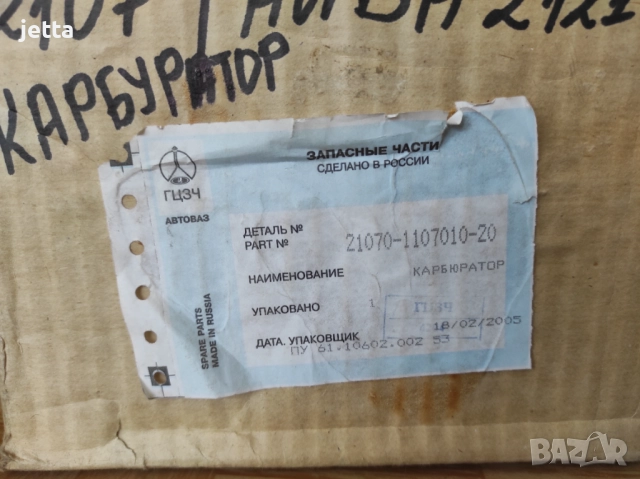 jetta
2107 / НИВА 2121
КАРБУРАТОР
ГЦЗЧ
АВТОВАЗ
ЗАПАСНЫЕ ЧАСТИ
СДЕЛАНО В РОССИИ
ДЕТАЛЬ №
PART № 21070-1107010-20
НАИМЕНОВАНИЕ КАРБЮРАТОР
УПАКОВАНО 1 ГЦЗЧ
18/02/2005
ДАТА. УПАКОВЩИК
ПУ 61.10602.002 53
SPARE PARTS
MADE IN RUSSIA
BAZAR